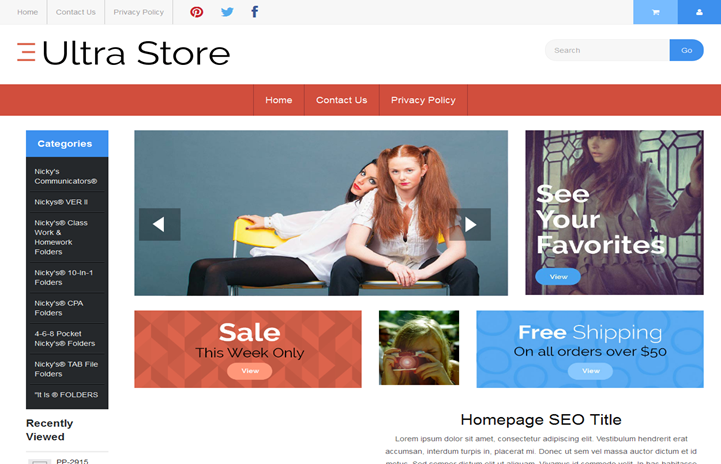 Home Contact Us Privacy Policy
Ultra Store
Search Go
Home Contact Us Privacy Policy
Categories
Nicky's
Communicators®
Nickys® VER II
Nicky's® Class
Work &
Homework
Folders
Nicky's® 10-In-1
Folders
Nicky's® CPA
Folders
4-6-8 Pocket
Nicky's® Folders
Nicky's® TAB File
Folders
"It Is ® FOLDERS
Recently
Viewed
PP-2915
See
Your
Favorites
View
Sale
This Week Only
View
Free Shipping
On all orders over $50
View
Homepage SEO Title
Lorem ipsum dolor sit amet, consectetur adipiscing elit. Vestibulum hendrerit erat
accumsan, interdum turpis in, placerat mi. Donec ut sem vel massa auctor dictum et id